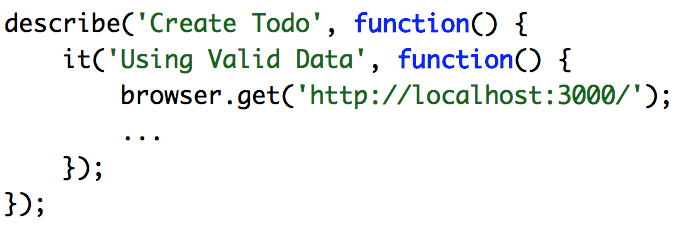 describe('Create Todo', function() {
    it('Using Valid Data', function() {
        browser.get('http://localhost:3000/');
        ...
    });
});